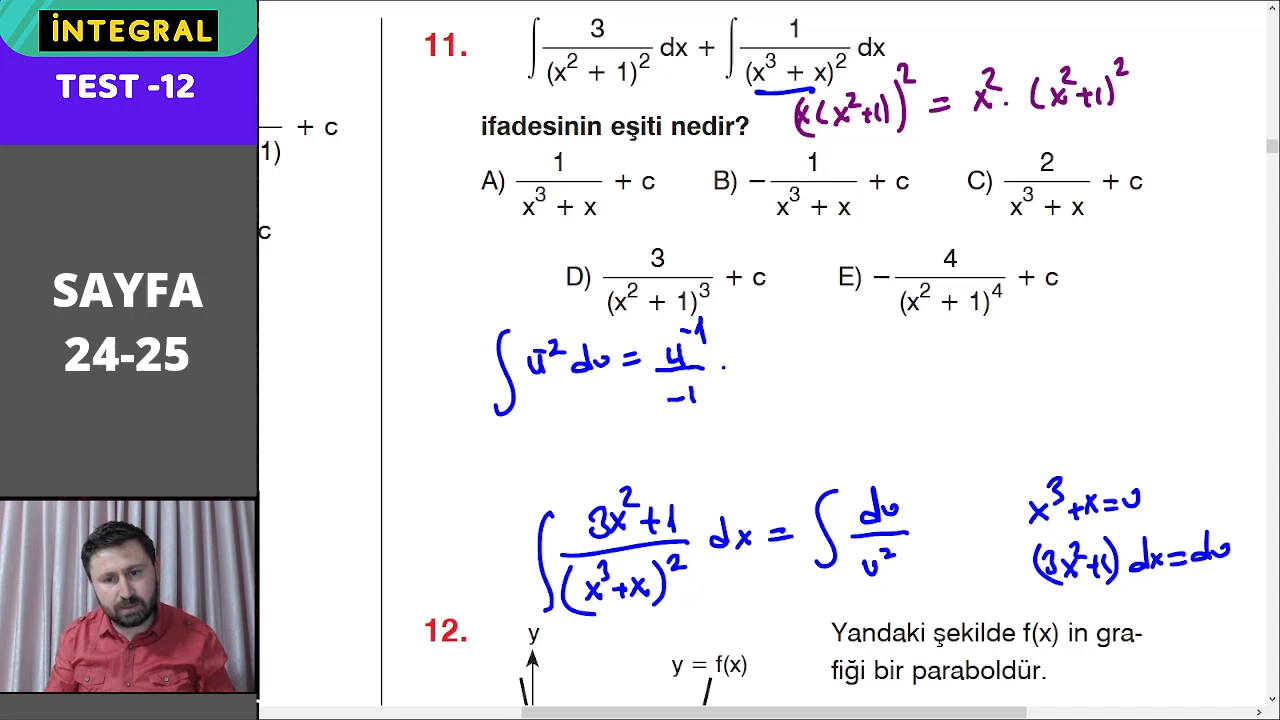 İNTEGRAL
TEST -12
SAYFA
24-25
+ c
1)
c
11. ∫ 3/(x² + 1)² dx + ∫ 1/(x³ + x)² dx
(x(x²+1))² = x² · (x²+1)²
ifadesinin eşiti nedir?
A) 1/(x³ + x) + c B) − 1/(x³ + x) + c C) 2/(x³ + x) + c
D) 3/(x² + 1)³ + c E) − 4/(x² + 1)⁴ + c
∫ u⁻² du = u⁻¹/−1 ·
∫ (3x²+1)/(x³+x)² dx = ∫ du/u²
x³+x=u
(3x²+1) dx = du
12. y
y = f(x)
Yandaki şekilde f(x) in gra-
fiği bir paraboldür.